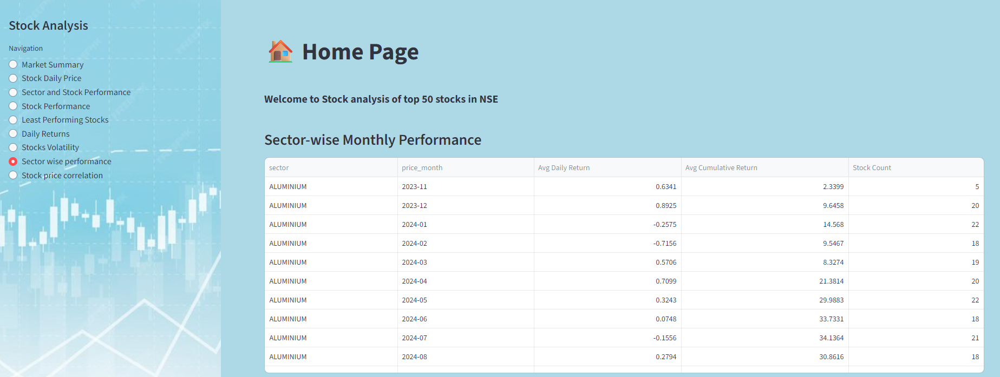 Stock Analysis
Navigation
Market Summary
Stock Daily Price
Sector and Stock Performance
Stock Performance
Least Performing Stocks
Daily Returns
Stocks Volatility
Sector wise performance
Stock price correlation
Home Page
Welcome to Stock analysis of top 50 stocks in NSE
Sector-wise Monthly Performance
sector price_month Avg Daily Return Avg Cumulative Return Stock Count
ALUMINIUM 2023-11 0.6341 2.3399 5
ALUMINIUM 2023-12 0.8925 9.6458 20
ALUMINIUM 2024-01 -0.2575 14.568 22
ALUMINIUM 2024-02 -0.7156 9.5467 18
ALUMINIUM 2024-03 0.5706 8.3274 19
ALUMINIUM 2024-04 0.7099 21.3814 20
ALUMINIUM 2024-05 0.3243 29.9883 22
ALUMINIUM 2024-06 0.0748 33.7331 18
ALUMINIUM 2024-07 -0.1556 34.1364 21
ALUMINIUM 2024-08 0.2794 30.8616 18